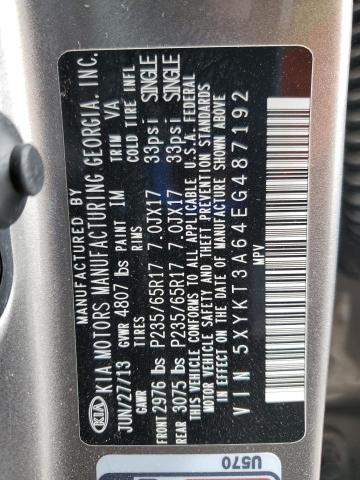 MANUFACTURED BY
KIA KIA MOTORS MANUFACTURING GEORGIA, INC.
JUN/27/13 GVWR 4807 lbs PAINT 1M TRIM VA
GAWR TIRES RIMS COLD TIRE INFL
FRONT 2976 lbs P235/65R17 7.0JX17 33psi SINGLE
REAR 3075 lbs P235/65R17 7.0JX17 33psi SINGLE
THIS VEHICLE CONFORMS TO ALL APPLICABLE U.S.A. FEDERAL
MOTOR VEHICLE SAFETY AND THEFT PREVENTION STANDARDS
IN EFFECT ON THE DATE OF MANUFACTURE SHOWN ABOVE.
VIN 5XYKT3A64EG487192
MPV
U570